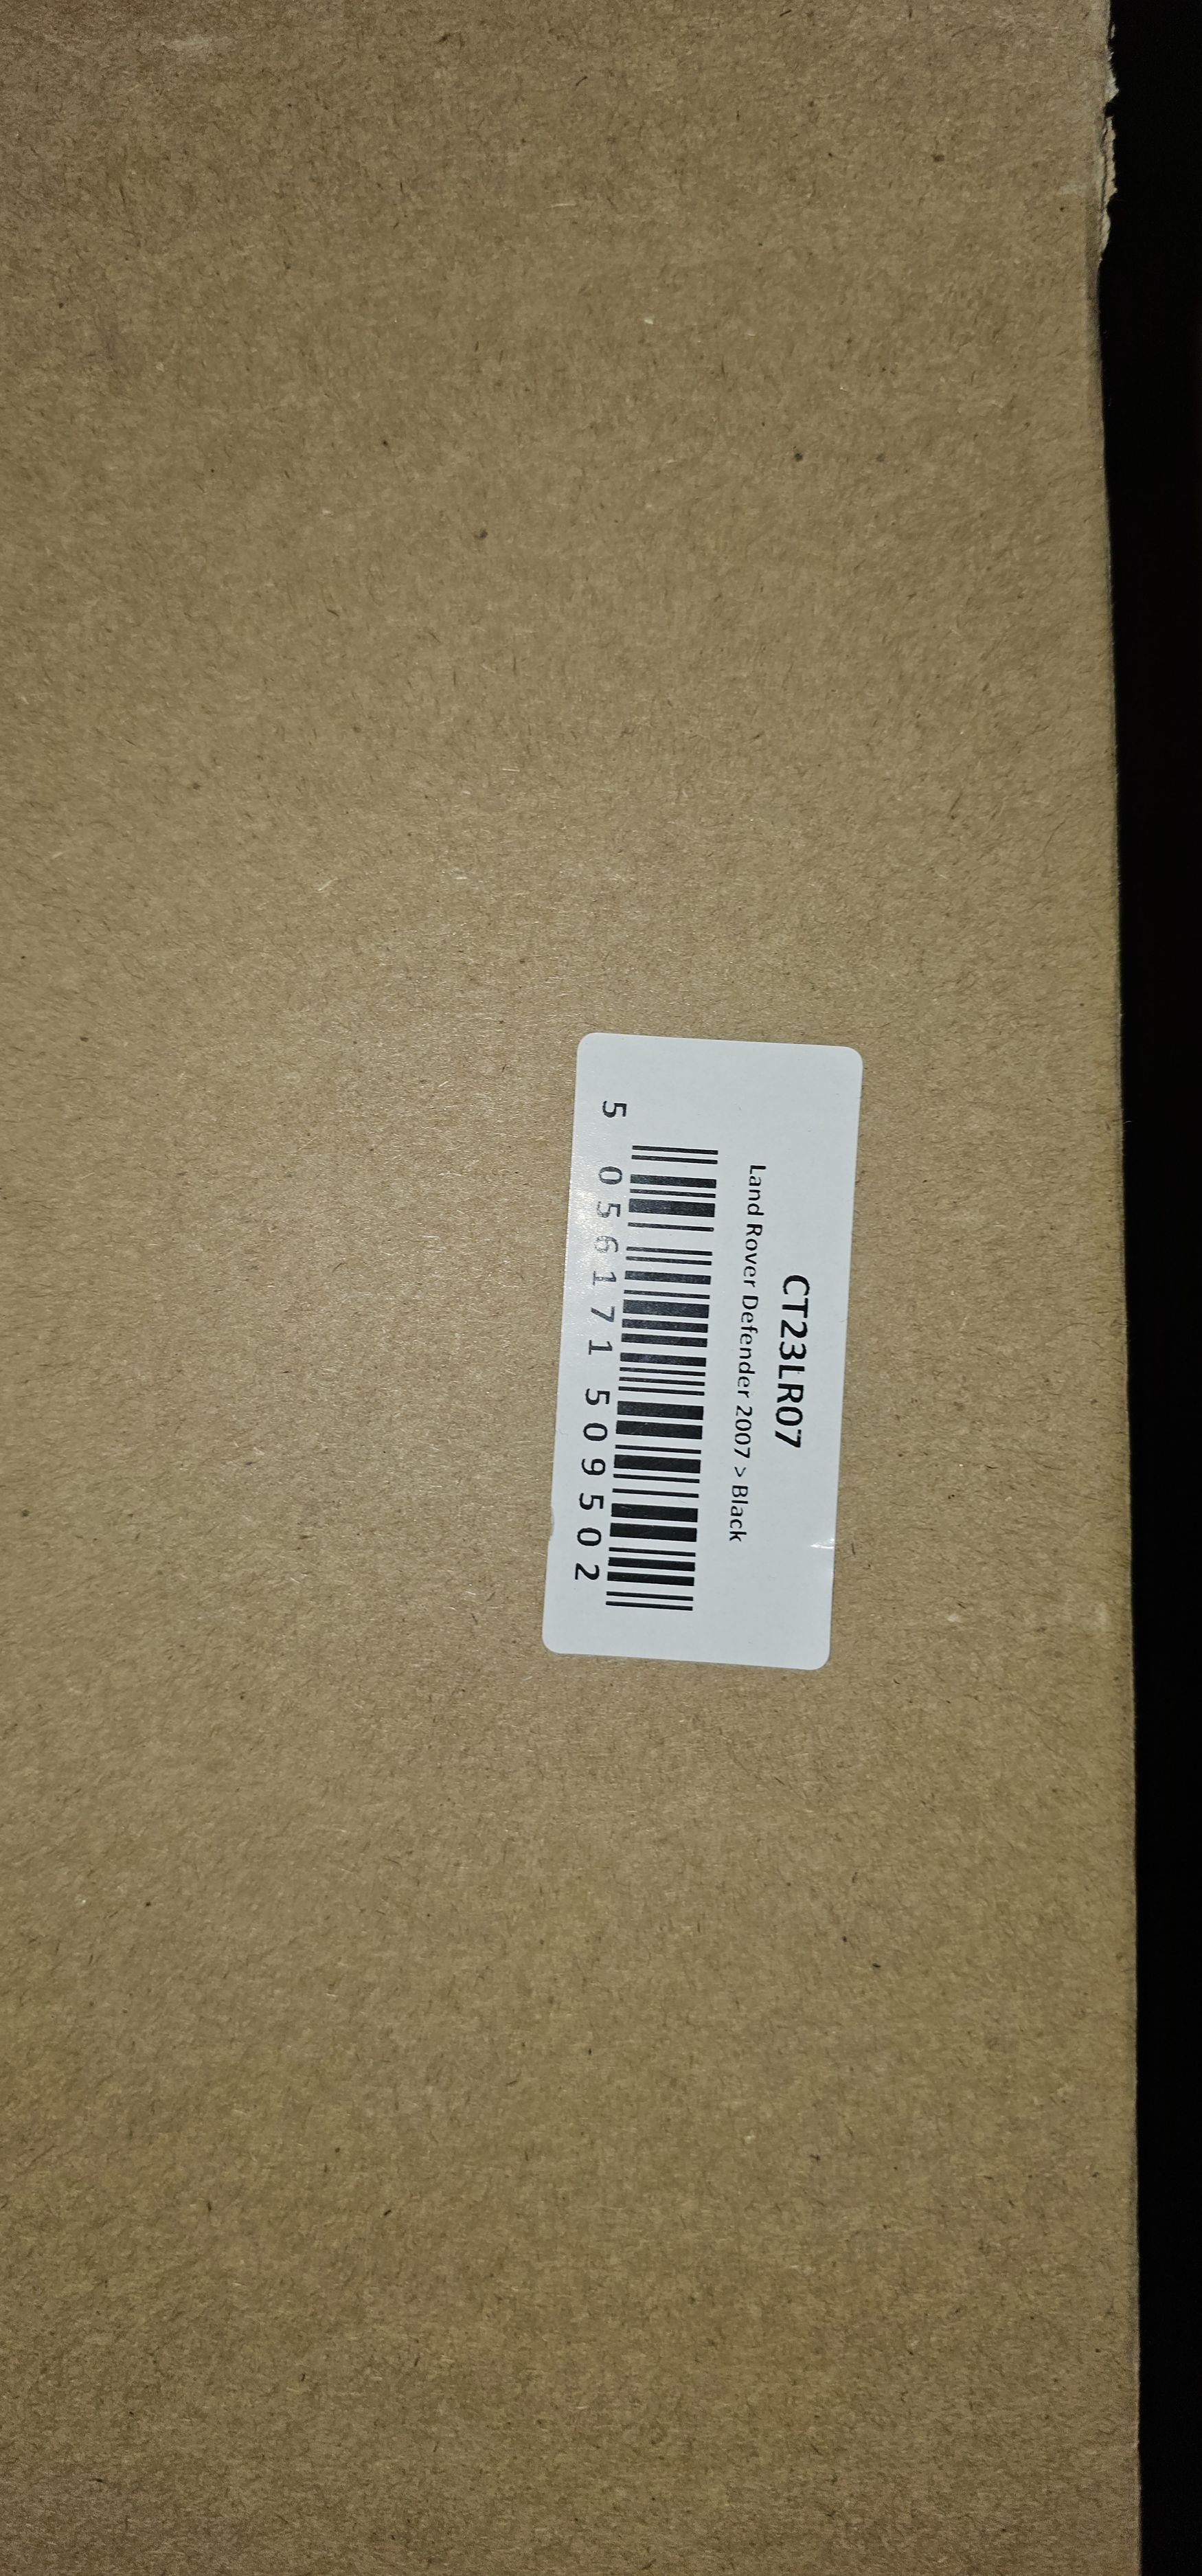 CT23LR07
Land Rover Defender 2007 > Black
5 056171 509502